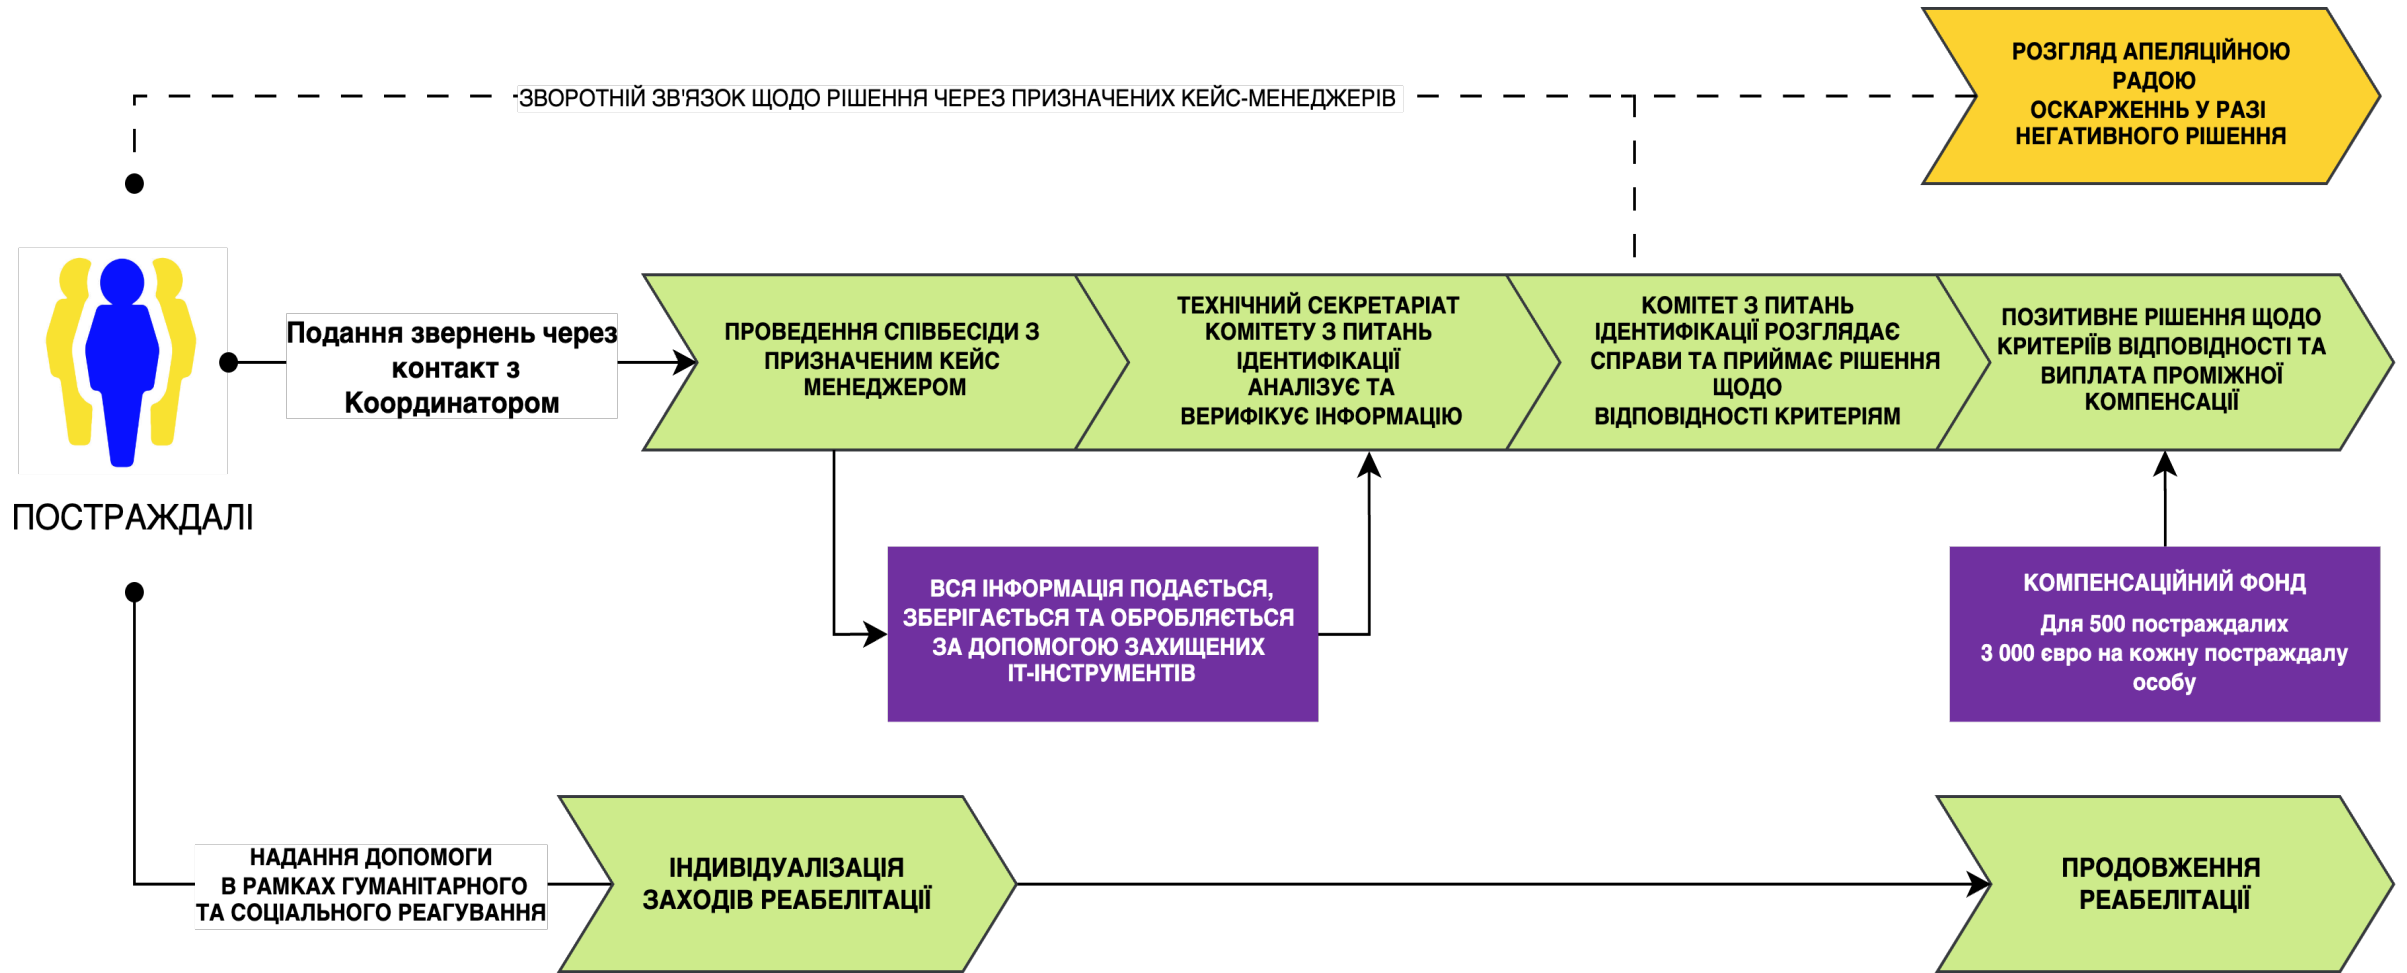 РОЗГЛЯД АПЕЛЯЦІЙНОЮ
РАДОЮ
ОСКАРЖЕННЬ У РАЗІ
НЕГАТИВНОГО РІШЕННЯ
ЗВОРОТНІЙ ЗВ'ЯЗОК ЩОДО РІШЕННЯ ЧЕРЕЗ ПРИЗНАЧЕНИХ КЕЙС-МЕНЕДЖЕРІВ
ПОСТРАЖДАЛІ
Подання звернень через
контакт з
Координатором
ПРОВЕДЕННЯ СПІВБЕСІДИ З
ПРИЗНАЧЕНИМ КЕЙС
МЕНЕДЖЕРОМ
ТЕХНІЧНИЙ СЕКРЕТАРІАТ
КОМІТЕТУ З ПИТАНЬ
ІДЕНТИФІКАЦІЇ
АНАЛІЗУЄ ТА
ВЕРИФІКУЄ ІНФОРМАЦІЮ
КОМІТЕТ З ПИТАНЬ
ІДЕНТИФІКАЦІЇ РОЗГЛЯДАЄ
СПРАВИ ТА ПРИЙМАЄ РІШЕННЯ
ЩОДО
ВІДПОВІДНОСТІ КРИТЕРІЯМ
ПОЗИТИВНЕ РІШЕННЯ ЩОДО
КРИТЕРІЇВ ВІДПОВІДНОСТІ ТА
ВИПЛАТА ПРОМІЖНОЇ
КОМПЕНСАЦІЇ
ВСЯ ІНФОРМАЦІЯ ПОДАЄТЬСЯ,
ЗБЕРІГАЄТЬСЯ ТА ОБРОБЛЯЄТЬСЯ
ЗА ДОПОМОГОЮ ЗАХИЩЕНИХ
ІТ-ІНСТРУМЕНТІВ
КОМПЕНСАЦІЙНИЙ ФОНД
Для 500 постраждалих
3 000 євро на кожну постраждалу
особу
НАДАННЯ ДОПОМОГИ
В РАМКАХ ГУМАНІТАРНОГО
ТА СОЦІАЛЬНОГО РЕАГУВАННЯ
ІНДИВІДУАЛІЗАЦІЯ
ЗАХОДІВ РЕАБЕЛІТАЦІЇ
ПРОДОВЖЕННЯ
РЕАБЕЛІТАЦІЇ